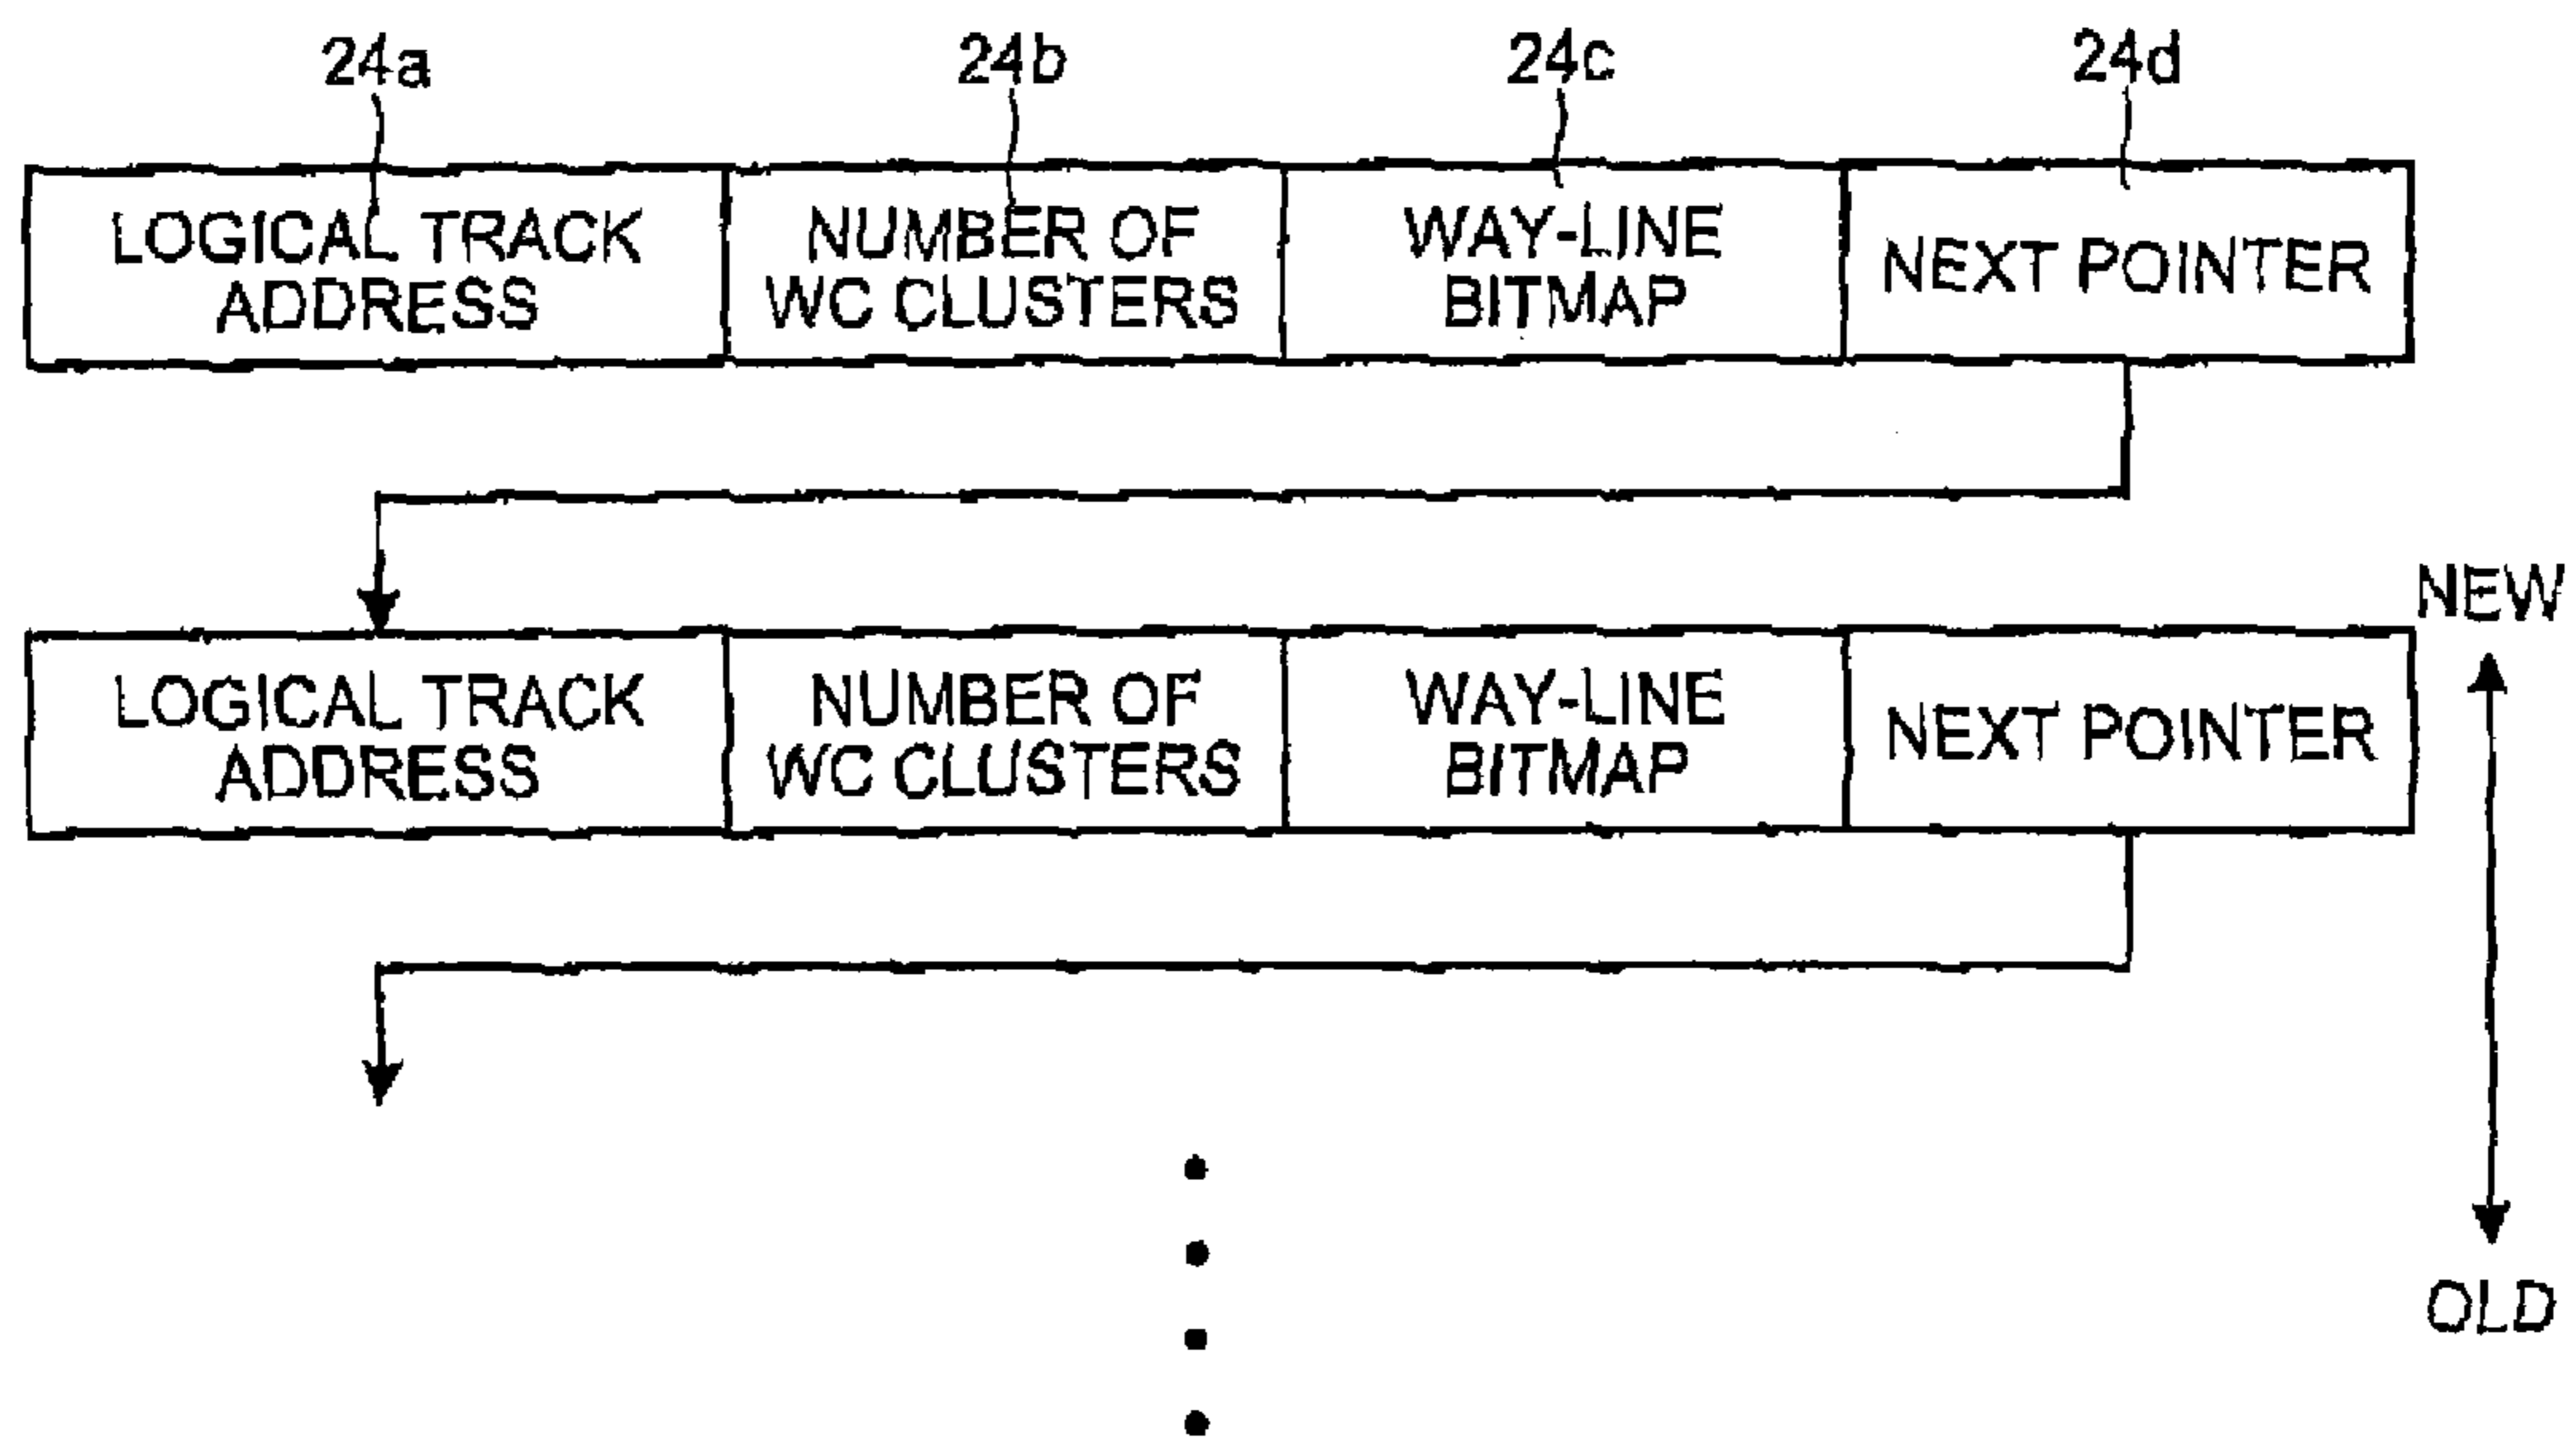 24a 24b 24c 24d
LOGICAL TRACK ADDRESS
NUMBER OF WC CLUSTERS
WAY-LINE BITMAP
NEXT POINTER
NEW
LOGICAL TRACK ADDRESS
NUMBER OF WC CLUSTERS
WAY-LINE BITMAP
NEXT POINTER
OLD